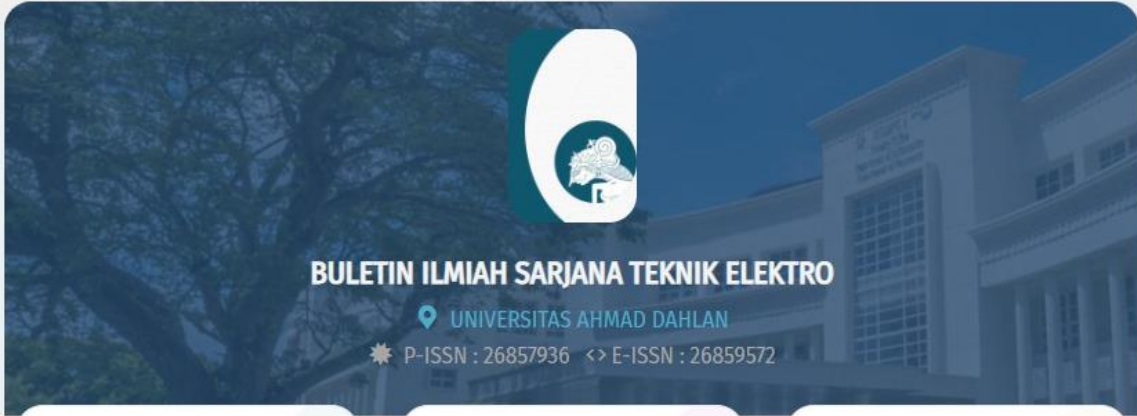 BULETIN ILMIAH SARJANA TEKNIK ELEKTRO
UNIVERSITAS AHMAD DAHLAN
P-ISSN : 26857936 <> E-ISSN : 26859572